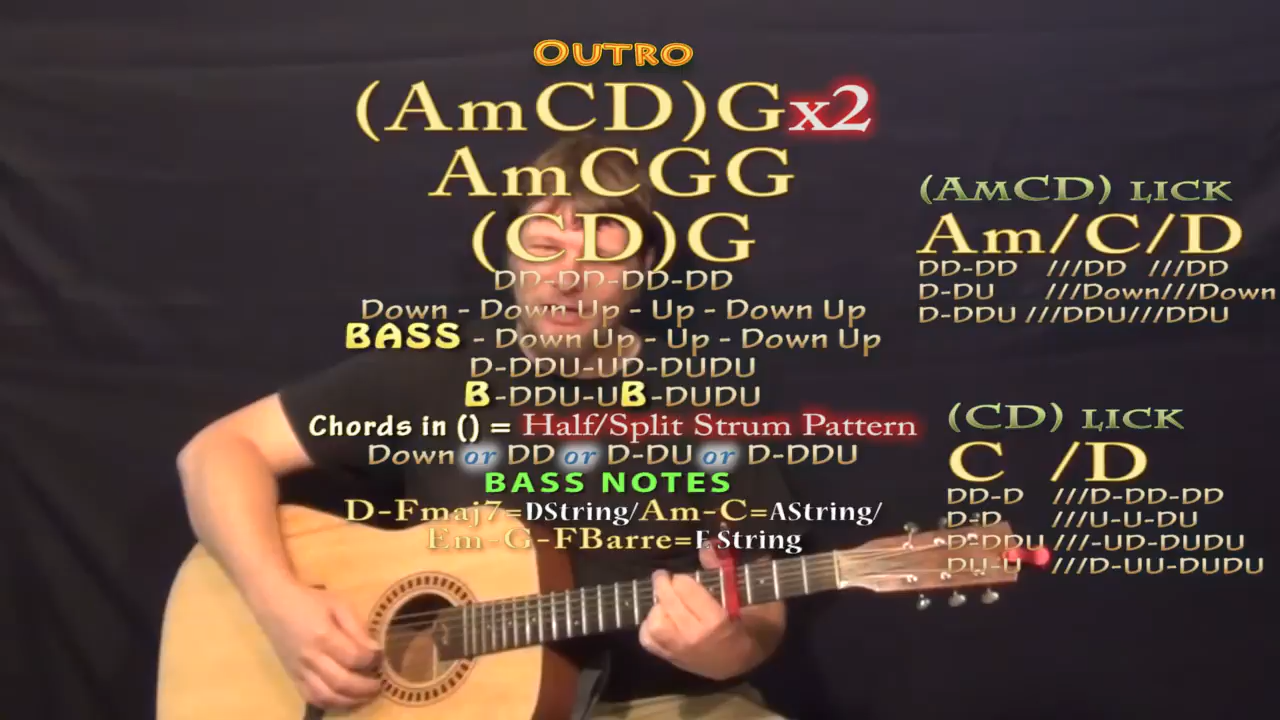 OUTRO
(AmCD)Gx2
AmCGG
(CD)G
DD-DD-DD-DD
Down - Down Up - Up - Down Up
BASS - Down Up - Up - Down Up
D-DDU-UD-DUDU
B-DDU-UB-DUDU
Chords in () = Half/Split Strum Pattern
Down or DD or D-DU or D-DDU
BASS NOTES
D-Fmaj7=DString/Am-C=AString/
Em-G-FBarre=E String
(AMCD) LICK
Am/C/D
DD-DD ///DD ///DD
D-DU ///Down///Down
D-DDU ///DDU///DDU
(CD) LICK
C /D
DD-D ///D-DD-DD
D-D ///U-U-DU
D-DDU ///-UD-DUDU
DU-U ///D-UU-DUDU